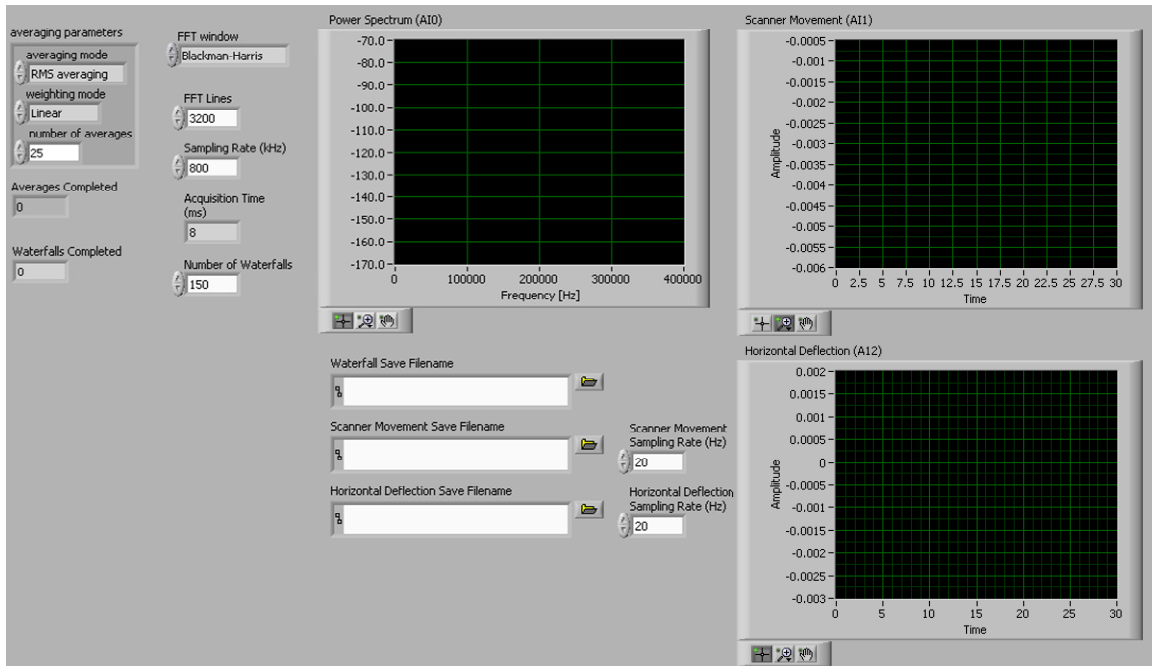 averaging parameters
averaging mode
RMS averaging
weighting mode
Linear
number of averages
25
Averages Completed
0
Waterfalls Completed
0
FFT window
Blackman-Harris
FFT Lines
3200
Sampling Rate (kHz)
800
Acquisition Time
(ms)
8
Number of Waterfalls
150
Power Spectrum (AI0)
-70.0
-80.0
-90.0
-100.0
-110.0
-120.0
-130.0
-140.0
-150.0
-160.0
-170.0
0 100000 200000 300000 400000
Frequency [Hz]
Waterfall Save Filename
Scanner Movement Save Filename
Scanner Movement
Sampling Rate (Hz)
20
Horizontal Deflection Save Filename
Horizontal Deflection
Sampling Rate (Hz)
20
Scanner Movement (AI1)
Amplitude
-0.0005
-0.001
-0.0015
-0.002
-0.0025
-0.003
-0.0035
-0.004
-0.0045
-0.005
-0.0055
-0.006
0 2.5 5 7.5 10 12.5 15 17.5 20 22.5 25 27.5 30
Time
Horizontal Deflection (A12)
Amplitude
0.002
0.0015
0.001
0.0005
0
-0.0005
-0.001
-0.0015
-0.002
-0.0025
-0.003
0 5 10 15 20 25 30
Time